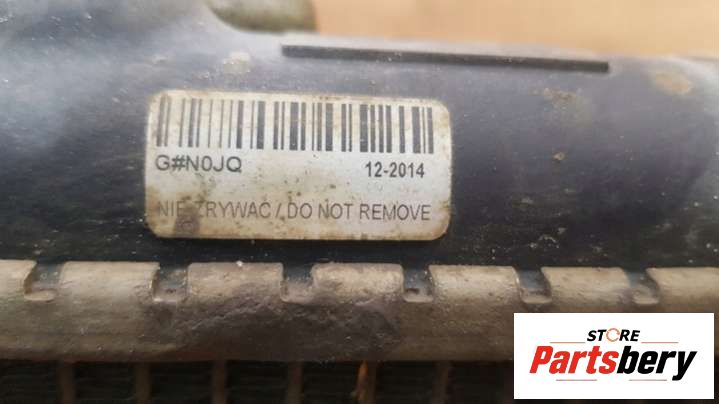 G#N0JQ 12-2014
NIE ZRYWAC / DO NOT REMOVE
STORE
Partsbery